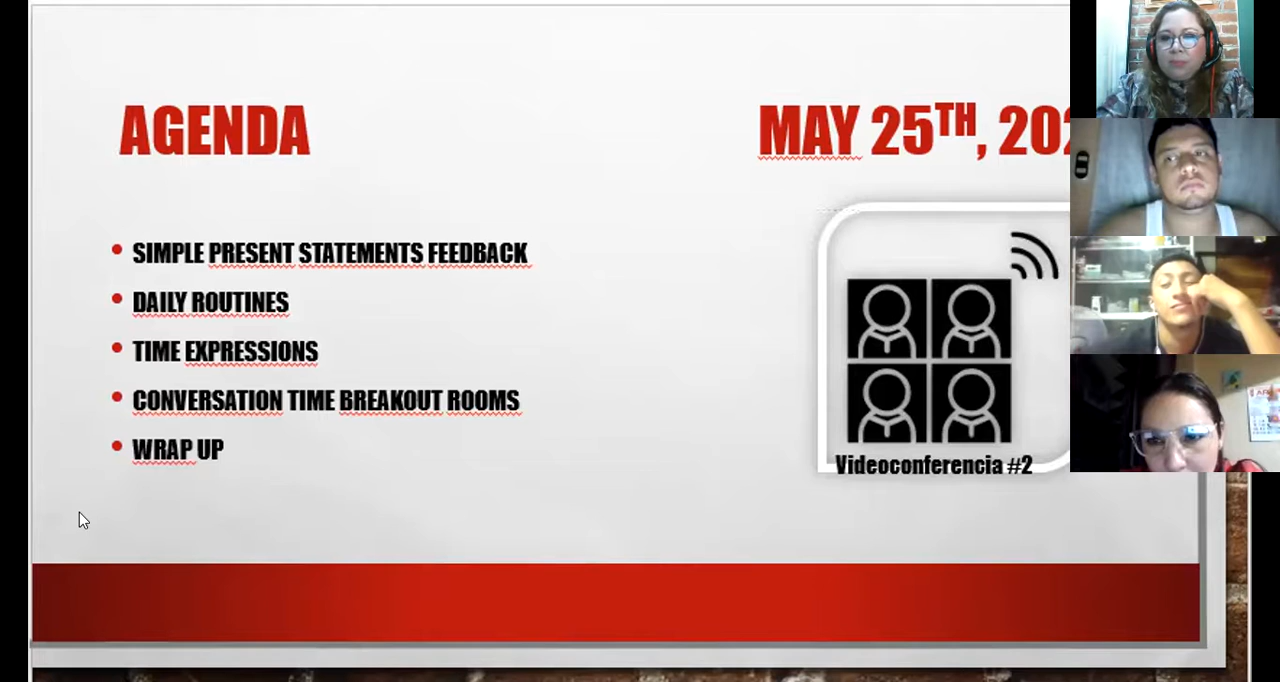 AGENDA
MAY 25TH, 202
SIMPLE PRESENT STATEMENTS FEEDBACK
DAILY ROUTINES
TIME EXPRESSIONS
CONVERSATION TIME BREAKOUT ROOMS
WRAP UP
Videoconferencia #2